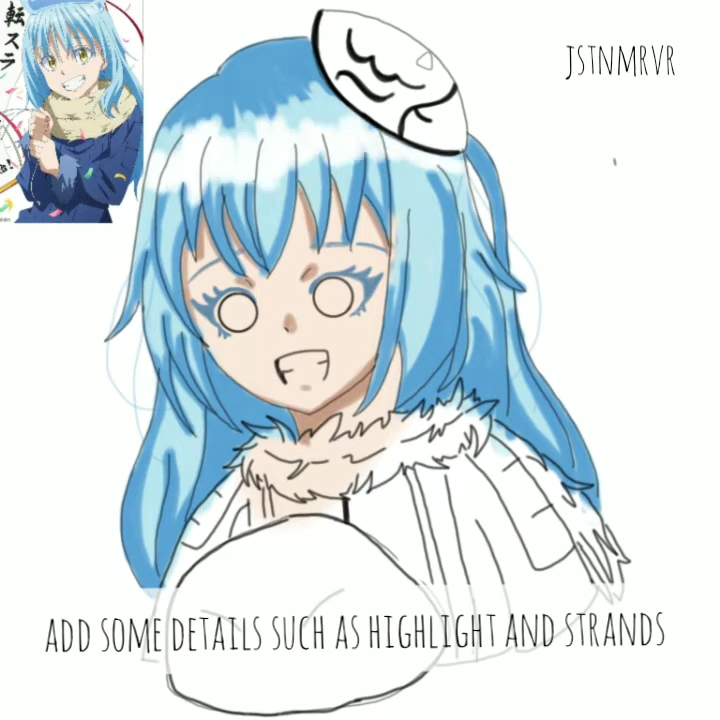 転スラ
JSTNMRVR
ADD SOME DETAILS SUCH AS HIGHLIGHT AND STRANDS